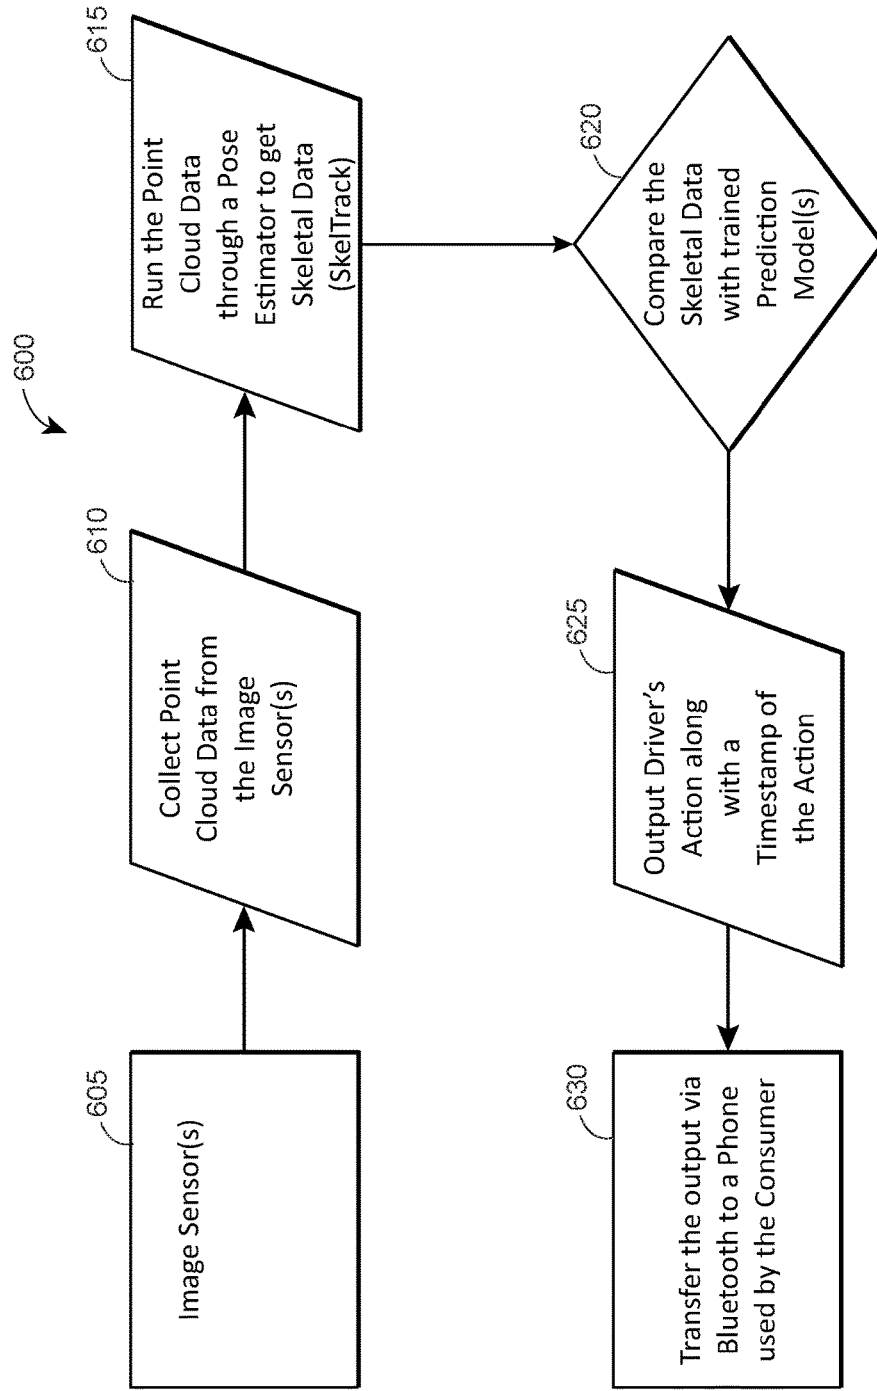 600
605
Image Sensor(s)
610
Collect Point
Cloud Data from
the Image
Sensor(s)
615
Run the Point
Cloud Data
through a Pose
Estimator to get
Skeletal Data
(SkelTrack)
620
Compare the
Skeletal Data
with trained
Prediction
Model(s)
625
Output Driver’s
Action along
with a
Timestamp of
the Action
630
Transfer the output via
Bluetooth to a Phone
used by the Consumer